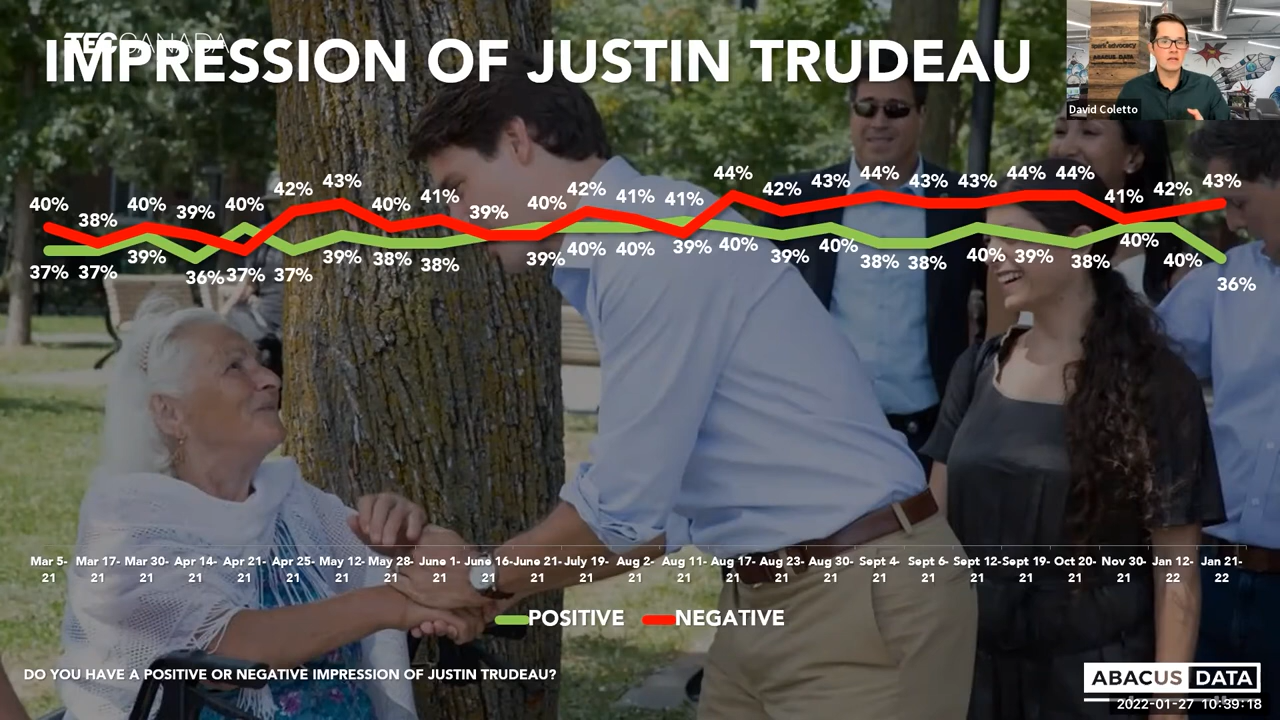 TEC CANADA
IMPRESSION OF JUSTIN TRUDEAU
spark*advocacy
ABACUS DATA
David Coletto
40% 38% 40% 39% 40% 42% 43% 40% 41% 39% 40% 42% 41% 41% 44% 42% 43% 44% 43% 43% 44% 44% 41% 42% 43%
37% 37% 39% 36% 37% 37% 39% 38% 38% 39% 40% 40% 39% 40% 39% 40% 38% 38% 40% 39% 38% 40% 40% 36%
Mar 5- Mar 17- Mar 30- Apr 14- Apr 21- Apr 25- May 12- May 28- June 1- June 16- June 21- July 19- Aug 2- Aug 11- Aug 17- Aug 23- Aug 30- Sept 4- Sept 6- Sept 12- Sept 19- Oct 20- Nov 30- Jan 12- Jan 21-
21 21 21 21 21 21 21 21 21 21 21 21 21 21 21 21 21 21 21 21 21 21 21 22 22
POSITIVE NEGATIVE
DO YOU HAVE A POSITIVE OR NEGATIVE IMPRESSION OF JUSTIN TRUDEAU?
ABACUS DATA
2022-01-27 10:39:18